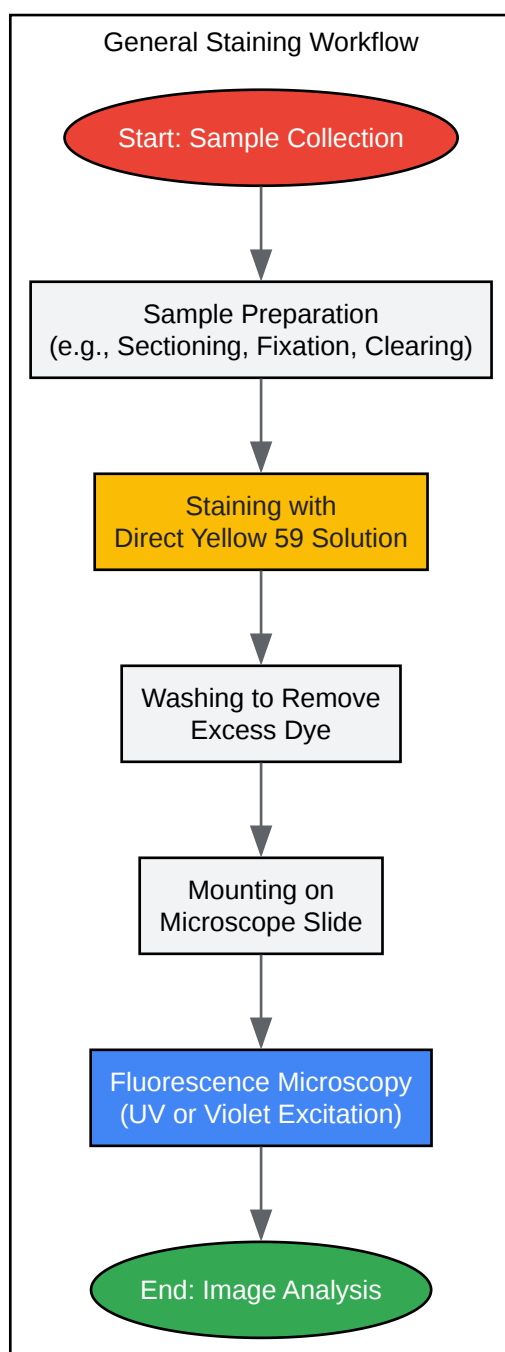 General Staining Workflow
Start: Sample Collection
Sample Preparation
(e.g., Sectioning, Fixation, Clearing)
Staining with
Direct Yellow 59 Solution
Washing to Remove
Excess Dye
Mounting on
Microscope Slide
Fluorescence Microscopy
(UV or Violet Excitation)
End: Image Analysis